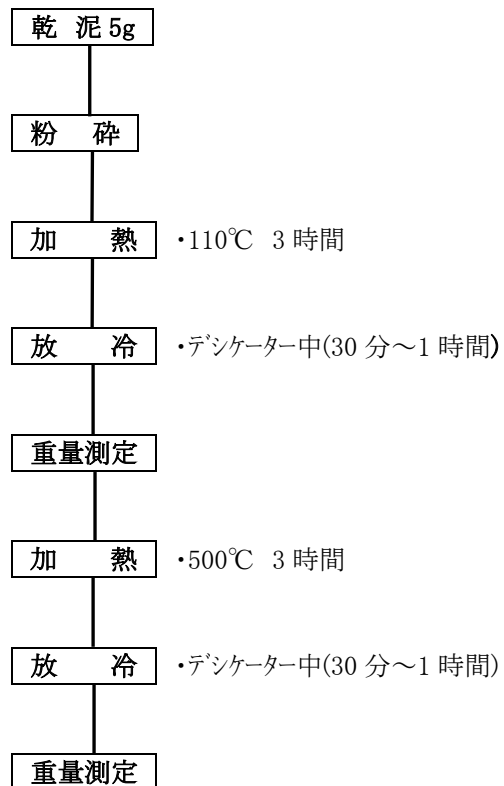 乾 泥 5g
粉 砕
加 熱 ・110℃ 3 時間
放 冷 ・ﾃﾞｼｹｰﾀｰ中(30 分～1 時間)
重量測定
加 熱 ・500℃ 3 時間
放 冷 ・ﾃﾞｼｹｰﾀｰ中(30 分～1 時間)
重量測定